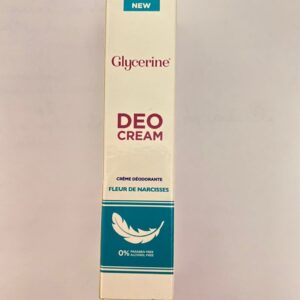 NEW
Glycerine®
DEO
CREAM
CRÈME DÉODORANTE
FLEUR DE NARCISSES
0% PARABEN FREE
ALCOHOL FREE